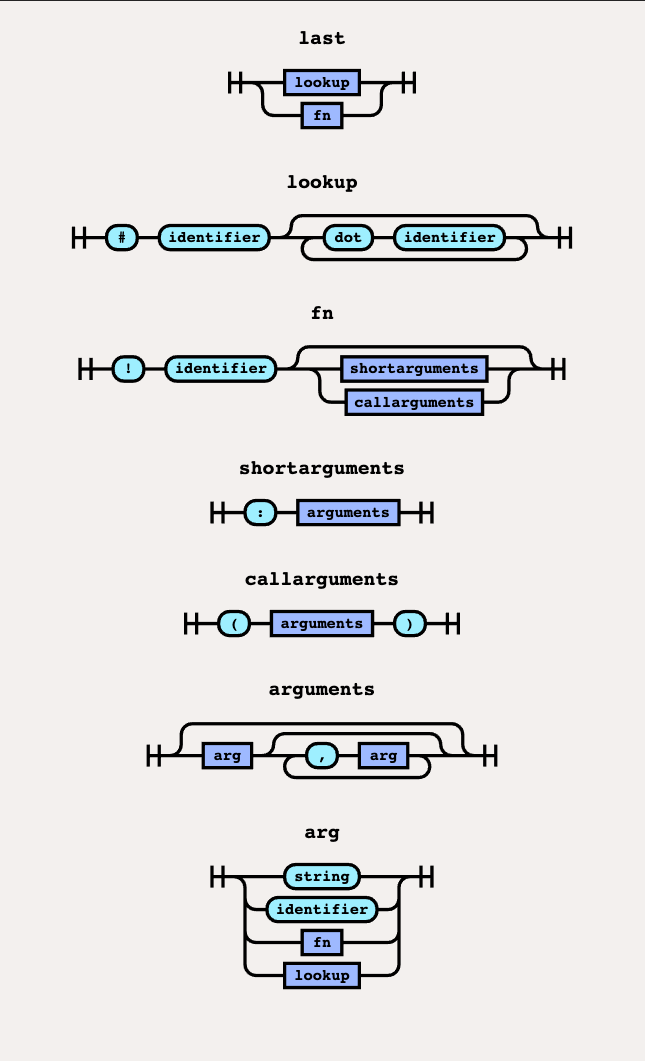 last
lookup
fn
lookup
# identifier dot identifier
fn
! identifier shortarguments
callarguments
shortarguments
: arguments
callarguments
( arguments )
arguments
arg , arg
arg
string
identifier
fn
lookup